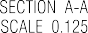 SECTION A-A
SCALE 0.125